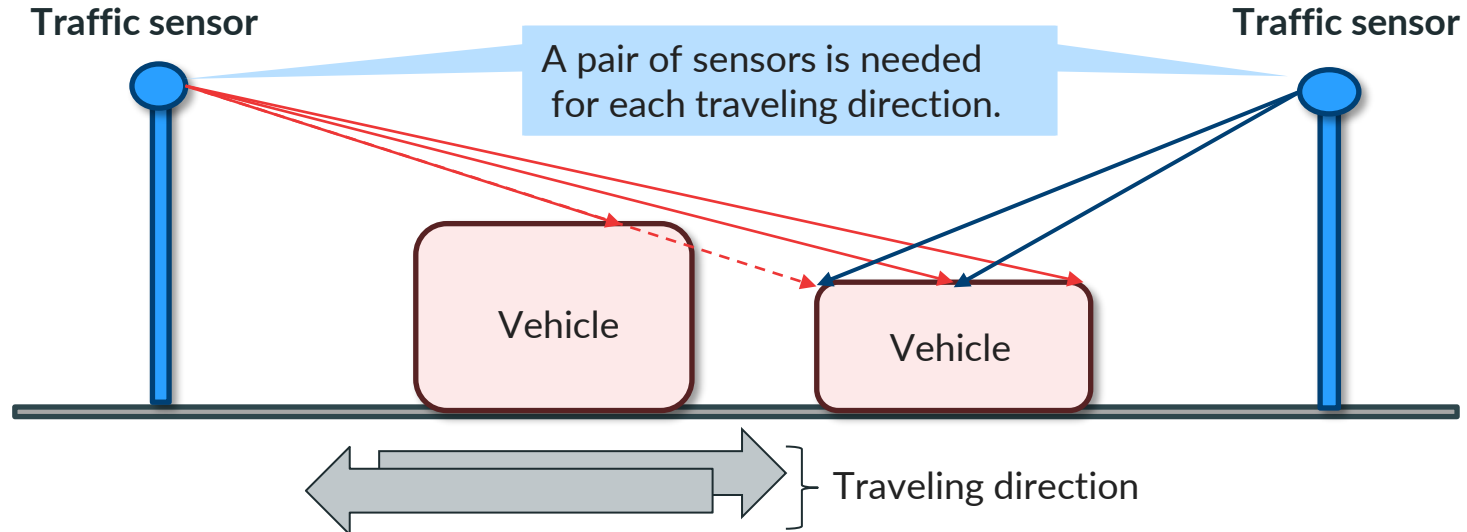 Traffic sensor
Traffic sensor
A pair of sensors is needed
for each traveling direction.
Vehicle
Vehicle
Traveling direction